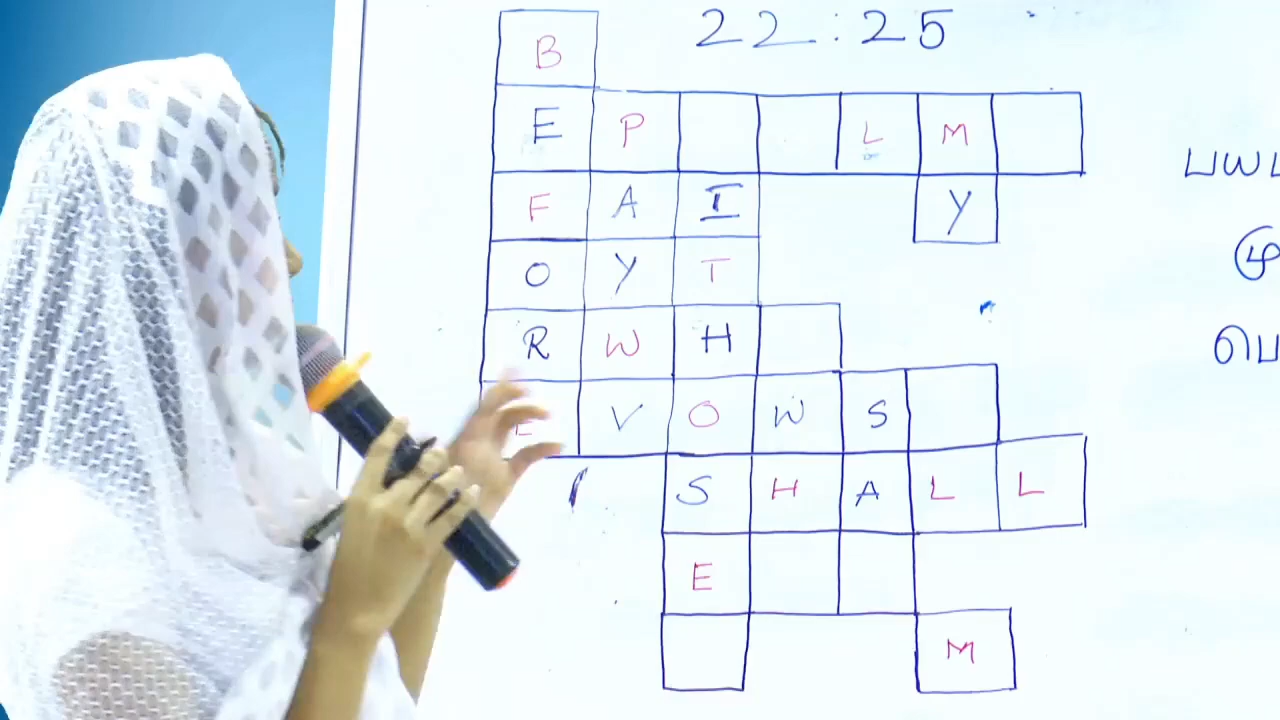 22:25
B
E P L M
F A I Y
O Y T
R W H
E V O W S
S H A L L
E
M